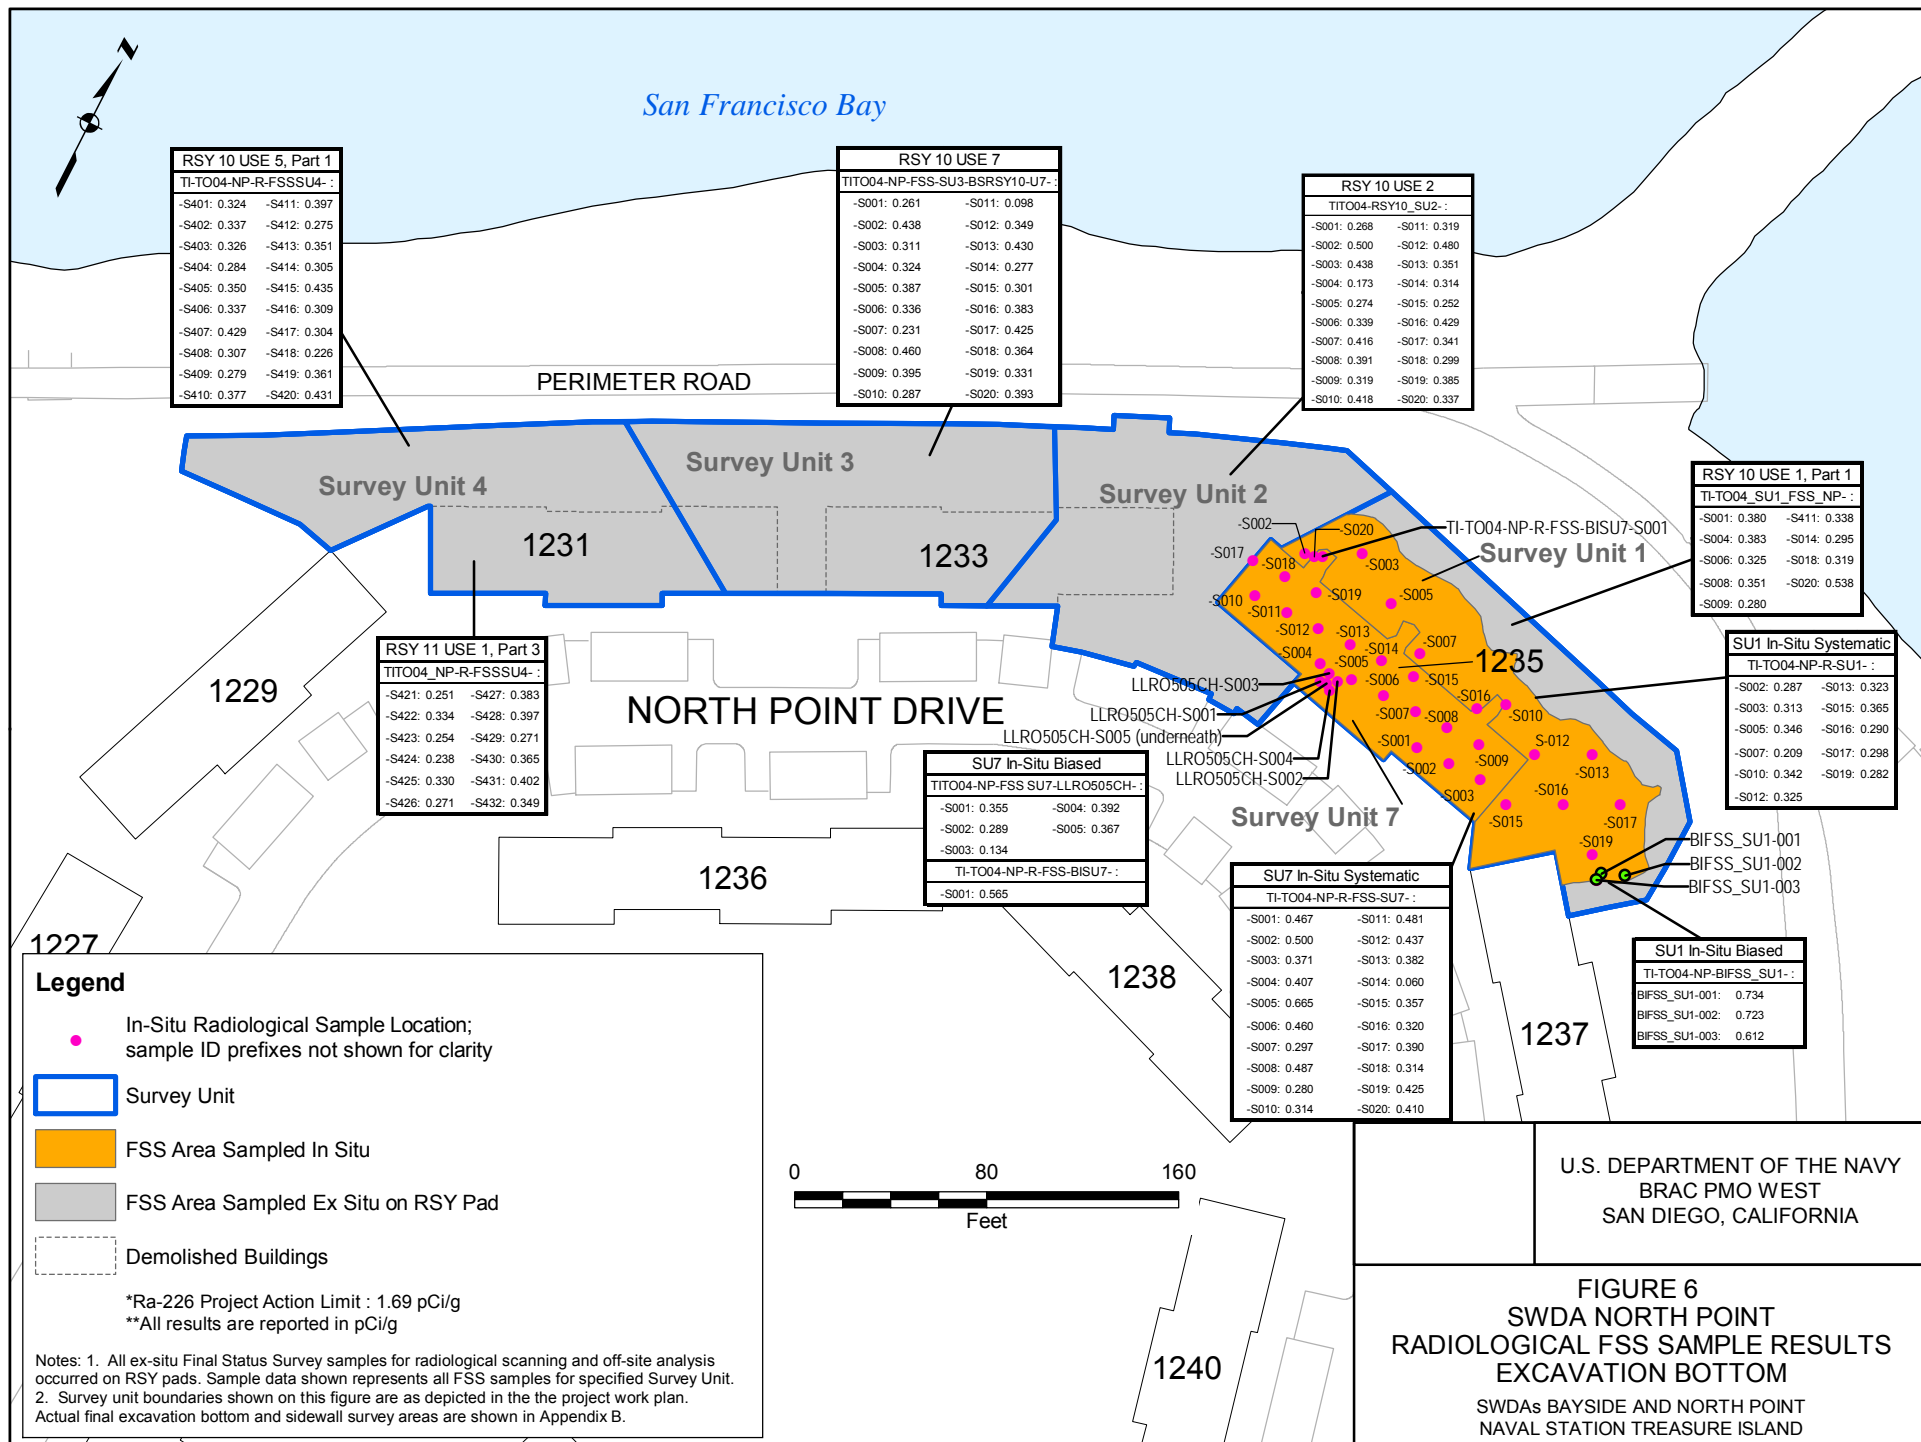 San Francisco Bay
RSY 10 USE 5, Part 1
TI-TO04-NP-R-FSSSU4- :
-S401: 0.324 -S411: 0.397
-S402: 0.337 -S412: 0.275
-S403: 0.326 -S413: 0.351
-S404: 0.284 -S414: 0.305
-S405: 0.350 -S415: 0.435
-S406: 0.337 -S416: 0.309
-S407: 0.429 -S417: 0.304
-S408: 0.307 -S418: 0.226
-S409: 0.279 -S419: 0.361
-S410: 0.377 -S420: 0.431
RSY 10 USE 7
TITO04-NP-FSS-SU3-BSRSY10-U7- :
-S001: 0.261 -S011: 0.098
-S002: 0.438 -S012: 0.349
-S003: 0.311 -S013: 0.430
-S004: 0.324 -S014: 0.277
-S005: 0.387 -S015: 0.301
-S006: 0.336 -S016: 0.383
-S007: 0.231 -S017: 0.425
-S008: 0.460 -S018: 0.364
-S009: 0.395 -S019: 0.331
-S010: 0.287 -S020: 0.393
RSY 10 USE 2
TITO04-RSY10_SU2- :
-S001: 0.268 -S011: 0.319
-S002: 0.500 -S012: 0.480
-S003: 0.438 -S013: 0.351
-S004: 0.173 -S014: 0.314
-S005: 0.274 -S015: 0.252
-S006: 0.339 -S016: 0.429
-S007: 0.416 -S017: 0.341
-S008: 0.391 -S018: 0.299
-S009: 0.319 -S019: 0.385
-S010: 0.418 -S020: 0.337
PERIMETER ROAD
Survey Unit 4
Survey Unit 3
Survey Unit 2
Survey Unit 1
Survey Unit 7
RSY 10 USE 1, Part 1
TI-TO04_SU1_FSS_NP- :
-S001: 0.380 -S411: 0.338
-S004: 0.383 -S014: 0.295
-S006: 0.325 -S018: 0.319
-S008: 0.351 -S020: 0.538
-S009: 0.280
SU1 In-Situ Systematic
TI-TO04-NP-R-SU1- :
-S002: 0.287 -S013: 0.323
-S003: 0.313 -S015: 0.365
-S005: 0.346 -S016: 0.290
-S007: 0.209 -S017: 0.298
-S010: 0.342 -S019: 0.282
-S012: 0.325
1231
1233
1235
1229
1227
1236
1238
1237
1240
NORTH POINT DRIVE
-S002
-S020
TI-TO04-NP-R-FSS-BISU7-S001
-S017
-S018
-S003
-S010
-S011
-S019
-S005
-S012
-S013
-S007
-S004
-S005
-S014
-S015
-S006
-S016
-S010
-S007
-S008
-S001
-S009
-S002
S-012
-S013
-S003
-S015
-S016
-S017
-S019
LLRO505CH-S003
LLRO505CH-S001
LLRO505CH-S005 (underneath)
LLRO505CH-S004
LLRO505CH-S002
BIFSS_SU1-001
BIFSS_SU1-002
BIFSS_SU1-003
RSY 11 USE 1, Part 3
TITO04_NP-R-FSSSU4- :
-S421: 0.251 -S427: 0.383
-S422: 0.334 -S428: 0.397
-S423: 0.254 -S429: 0.271
-S424: 0.238 -S430: 0.365
-S425: 0.330 -S431: 0.402
-S426: 0.271 -S432: 0.349
SU7 In-Situ Biased
TITO04-NP-FSS SU7-LLRO505CH- :
-S001: 0.355 -S004: 0.392
-S002: 0.289 -S005: 0.367
-S003: 0.134
TI-TO04-NP-R-FSS-BISU7- :
-S001: 0.565
SU7 In-Situ Systematic
TI-TO04-NP-R-FSS-SU7- :
-S001: 0.467 -S011: 0.481
-S002: 0.500 -S012: 0.437
-S003: 0.371 -S013: 0.382
-S004: 0.407 -S014: 0.060
-S005: 0.665 -S015: 0.357
-S006: 0.460 -S016: 0.320
-S007: 0.297 -S017: 0.390
-S008: 0.487 -S018: 0.314
-S009: 0.280 -S019: 0.425
-S010: 0.314 -S020: 0.410
SU1 In-Situ Biased
TI-TO04-NP-BIFSS_SU1- :
BIFSS_SU1-001: 0.734
BIFSS_SU1-002: 0.723
BIFSS_SU1-003: 0.612
Legend
In-Situ Radiological Sample Location;
sample ID prefixes not shown for clarity
Survey Unit
FSS Area Sampled In Situ
FSS Area Sampled Ex Situ on RSY Pad
Demolished Buildings
*Ra-226 Project Action Limit : 1.69 pCi/g
**All results are reported in pCi/g
Notes: 1. All ex-situ Final Status Survey samples for radiological scanning and off-site analysis
occurred on RSY pads. Sample data shown represents all FSS samples for specified Survey Unit.
2. Survey unit boundaries shown on this figure are as depicted in the the project work plan.
Actual final excavation bottom and sidewall survey areas are shown in Appendix B.
0 80 160
Feet
U.S. DEPARTMENT OF THE NAVY
BRAC PMO WEST
SAN DIEGO, CALIFORNIA
FIGURE 6
SWDA NORTH POINT
RADIOLOGICAL FSS SAMPLE RESULTS
EXCAVATION BOTTOM
SWDAs BAYSIDE AND NORTH POINT
NAVAL STATION TREASURE ISLAND
Z